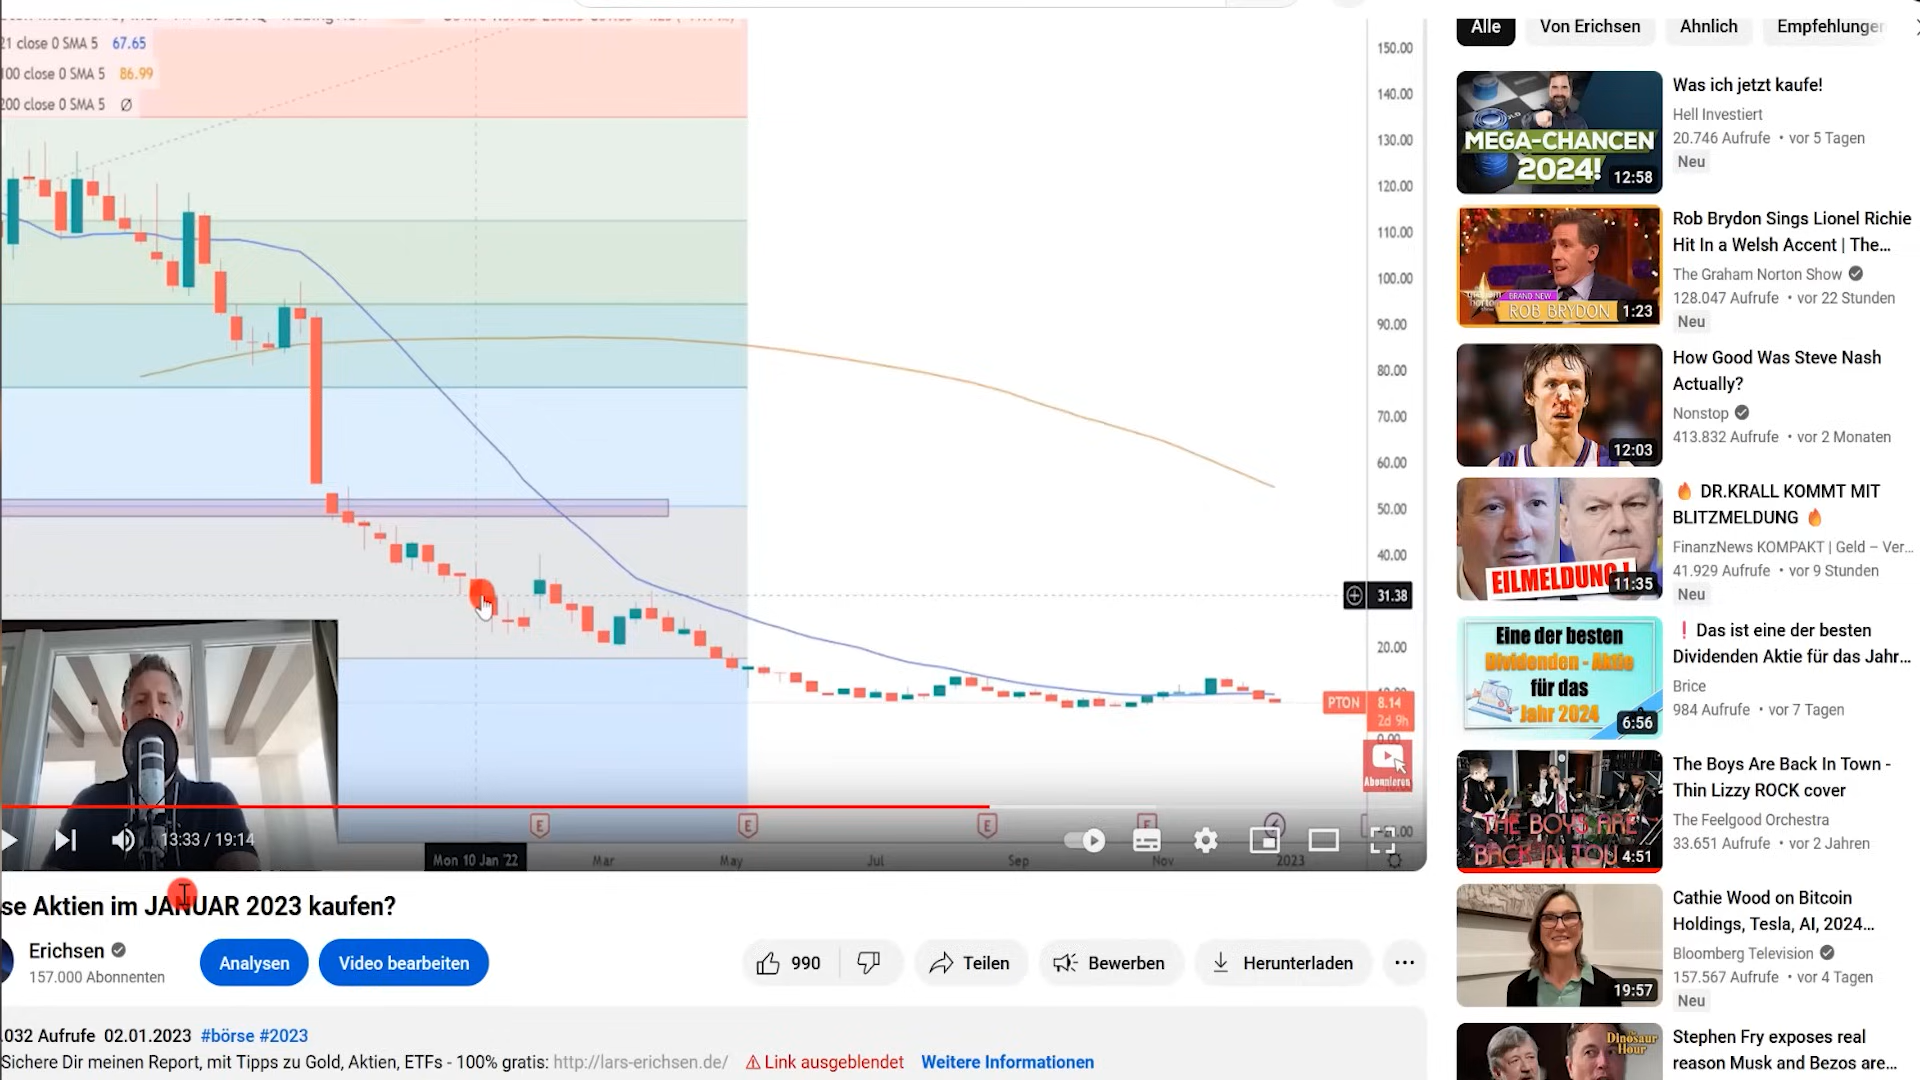 21 close 0 SMA 5 67.65
100 close 0 SMA 5 86.99
200 close 0 SMA 5 Ø
150.00
140.00
130.00
120.00
110.00
100.00
90.00
80.00
70.00
60.00
50.00
40.00
31.38
20.00
PTON 8.14
2d 9h
0.00
Abonnieren
E
E
E
E
13:33 / 19:14
Mon 10 Jan '22
Mar
May
Jul
Sep
Nov
2023
se Aktien im JANUAR 2023 kaufen?
Erichsen
157.000 Abonnenten
Analysen
Video bearbeiten
990
Teilen
Bewerben
Herunterladen
.032 Aufrufe 02.01.2023 #börse #2023
Sichere Dir meinen Report, mit Tipps zu Gold, Aktien, ETFs - 100% gratis: http://lars-erichsen.de/ Link ausgeblendet Weitere Informationen
Alle
Von Erichsen
Ähnlich
Empfehlungen
MEGA-CHANCEN
2024!
12:58
Was ich jetzt kaufe!
Hell Investiert
20.746 Aufrufe • vor 5 Tagen
Neu
BRAND NEW
ROB BRYDON
1:23
Rob Brydon Sings Lionel Richie
Hit In a Welsh Accent | The...
The Graham Norton Show
128.047 Aufrufe • vor 22 Stunden
Neu
12:03
How Good Was Steve Nash
Actually?
Nonstop
413.832 Aufrufe • vor 2 Monaten
EILMELDUNG !
11:35
🔥 DR.KRALL KOMMT MIT
BLITZMELDUNG 🔥
FinanzNews KOMPAKT | Geld – Ver...
41.929 Aufrufe • vor 9 Stunden
Neu
Eine der besten
Dividenden - Aktie
für das
Jahr 2024
6:56
❗ Das ist eine der besten
Dividenden Aktie für das Jahr...
Brice
984 Aufrufe • vor 7 Tagen
THE BOYS ARE
BACK IN TOWN
4:51
The Boys Are Back In Town -
Thin Lizzy ROCK cover
The Feelgood Orchestra
33.651 Aufrufe • vor 2 Jahren
19:57
Cathie Wood on Bitcoin
Holdings, Tesla, AI, 2024...
Bloomberg Television
157.567 Aufrufe • vor 4 Tagen
Neu
Dinosaur
Hour
Stephen Fry exposes real
reason Musk and Bezos are...